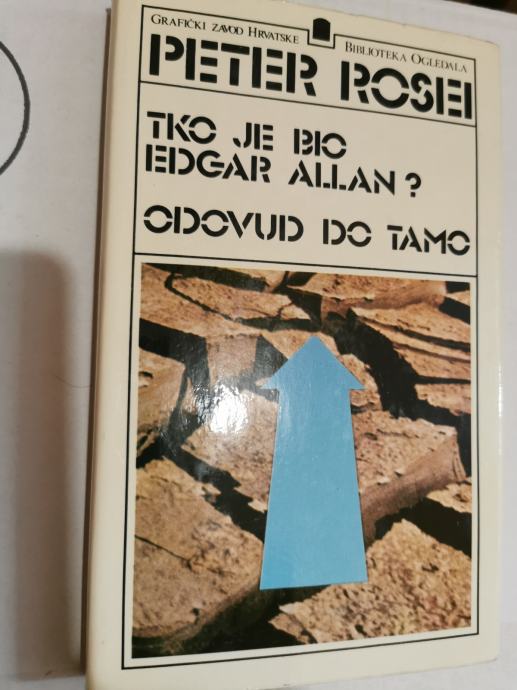 GRAFIČKI ZAVOD HRVATSKE
BIBLIOTEKA OGLEDALA
PETER ROSEI
TKO JE BIO
EDGAR ALLAN?
ODOVUD DO TAMO